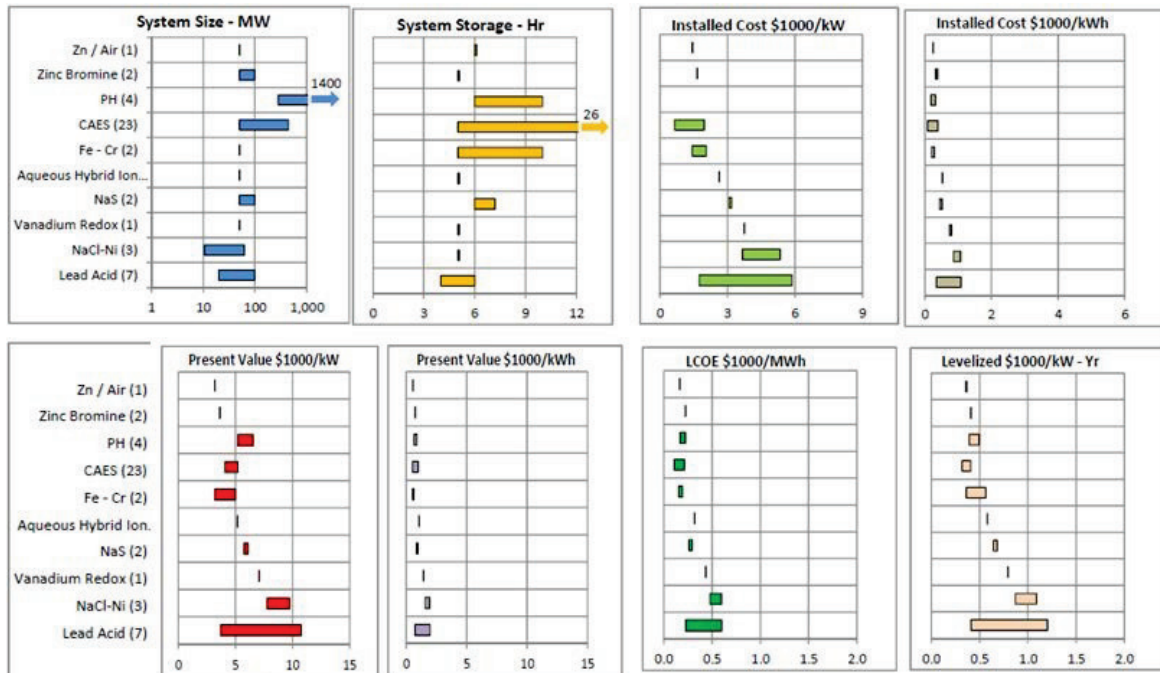 System Size - MW
Zn / Air (1)
Zinc Bromine (2)
PH (4)
CAES (23)
Fe - Cr (2)
Aqueous Hybrid Ion...
NaS (2)
Vanadium Redox (1)
NaCl-Ni (3)
Lead Acid (7)
1400
1 10 100 1,000
System Storage - Hr
26
0 3 6 9 12
Installed Cost $1000/kW
0 3 6 9
Installed Cost $1000/kWh
0 2 4 6
Present Value $1000/kW
Zn / Air (1)
Zinc Bromine (2)
PH (4)
CAES (23)
Fe - Cr (2)
Aqueous Hybrid Ion.
NaS (2)
Vanadium Redox (1)
NaCl-Ni (3)
Lead Acid (7)
0 5 10 15
Present Value $1000/kWh
0 5 10 15
LCOE $1000/MWh
0.0 0.5 1.0 1.5 2.0
Levelized $1000/kW - Yr
0.0 0.5 1.0 1.5 2.0